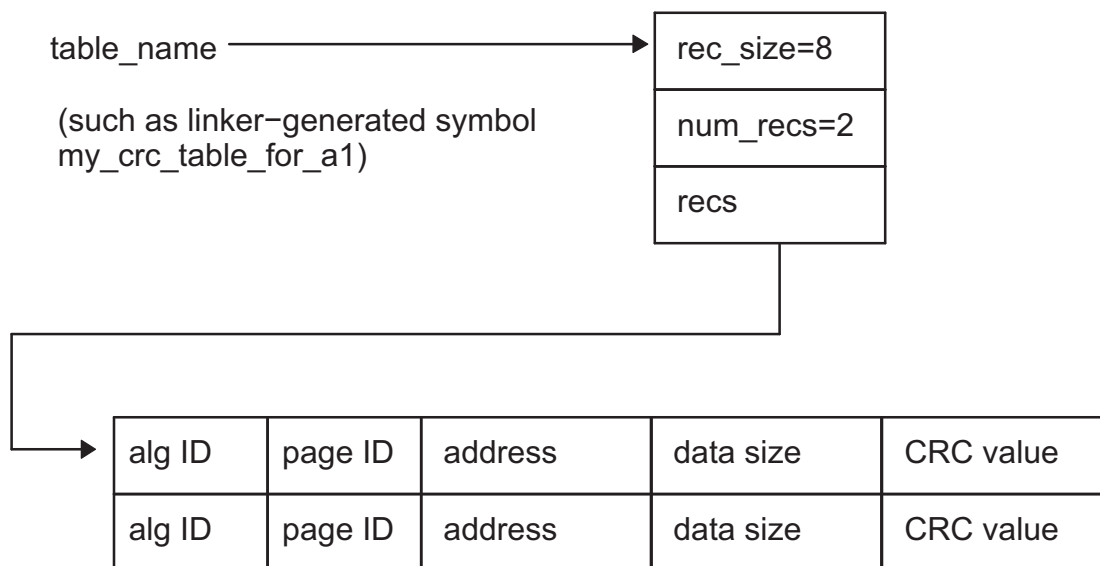 table_name
rec_size=8
(such as linker−generated symbol
my_crc_table_for_a1)
num_recs=2
recs
alg ID page ID address data size CRC value
alg ID page ID address data size CRC value